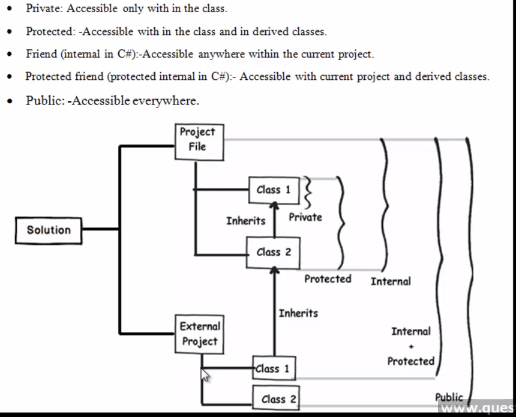 Private: Accessible only with in the class.
Protected: -Accessible with in the class and in derived classes.
Friend (internal in C#):-Accessible anywhere within the current project.
Protected friend (protected internal in C#):- Accessible with current project and derived classes.
Public: -Accessible everywhere.
Project
File
Class 1
Inherits
Private
Solution
Class 2
Protected
Internal
Inherits
External
Project
Internal
+
Protected
Class 1
Class 2
Public
www.ques